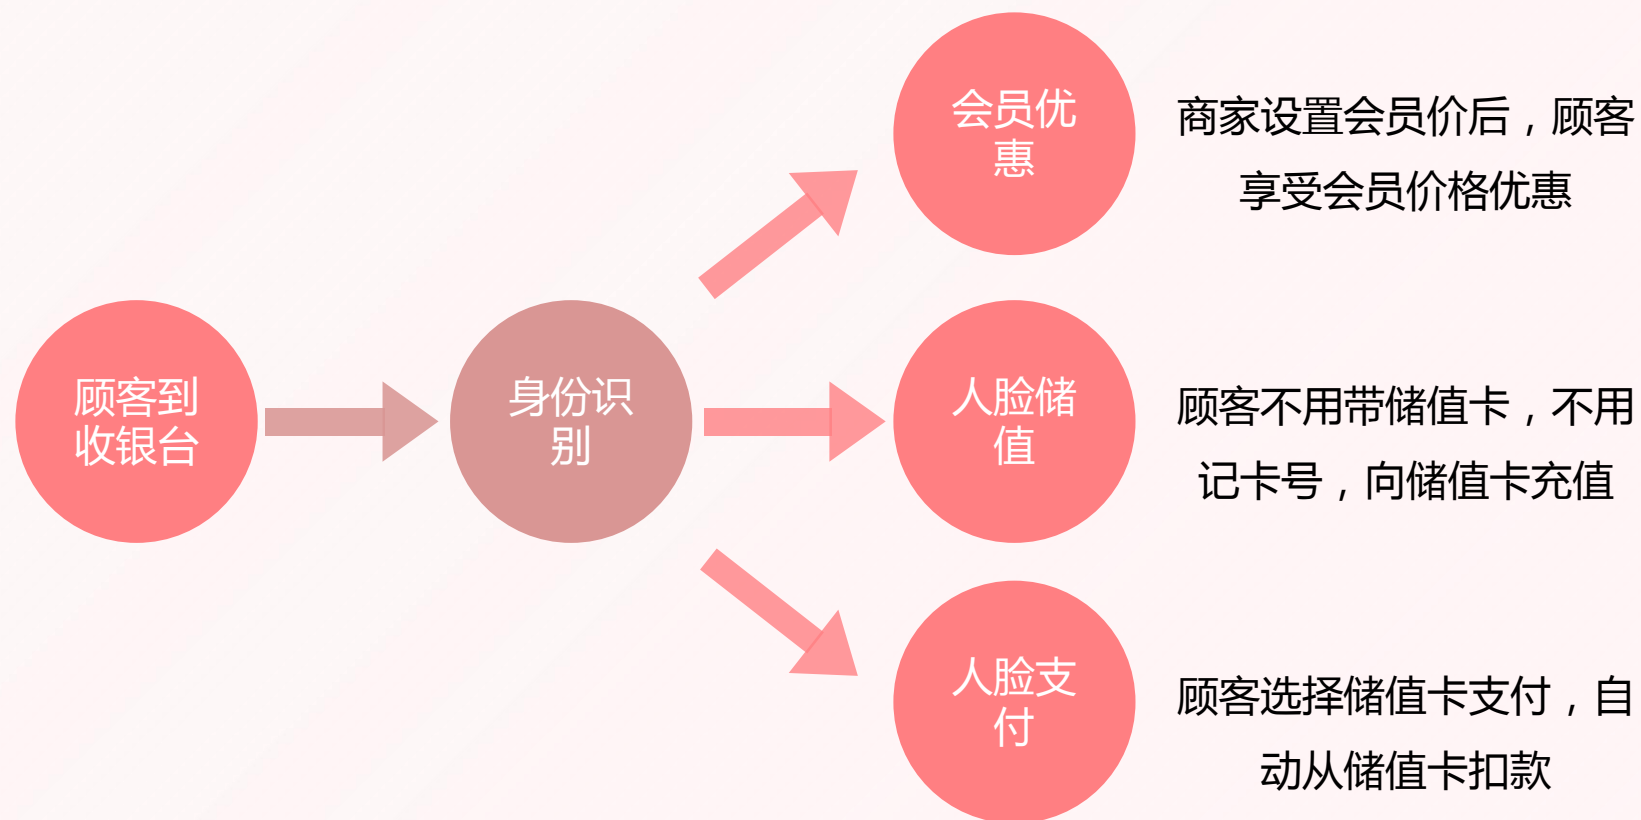 顾客到
收银台
身份识
别
会员优
惠
商家设置会员价后，顾客
享受会员价格优惠
人脸储
值
顾客不用带储值卡，不用
记卡号，向储值卡充值
人脸支
付
顾客选择储值卡支付，自
动从储值卡扣款